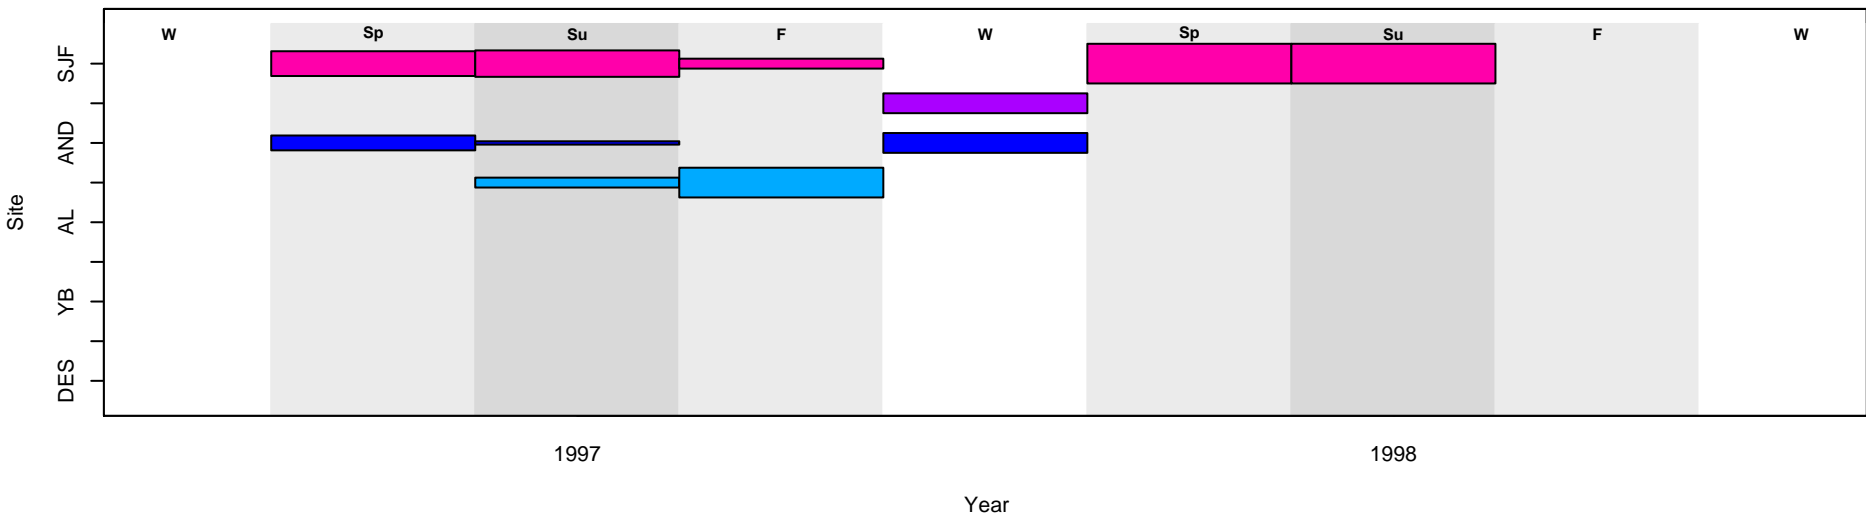 W Sp Su F W Sp Su F W
SJF
AND
AL
YB
DES
Site
1997 1998
Year